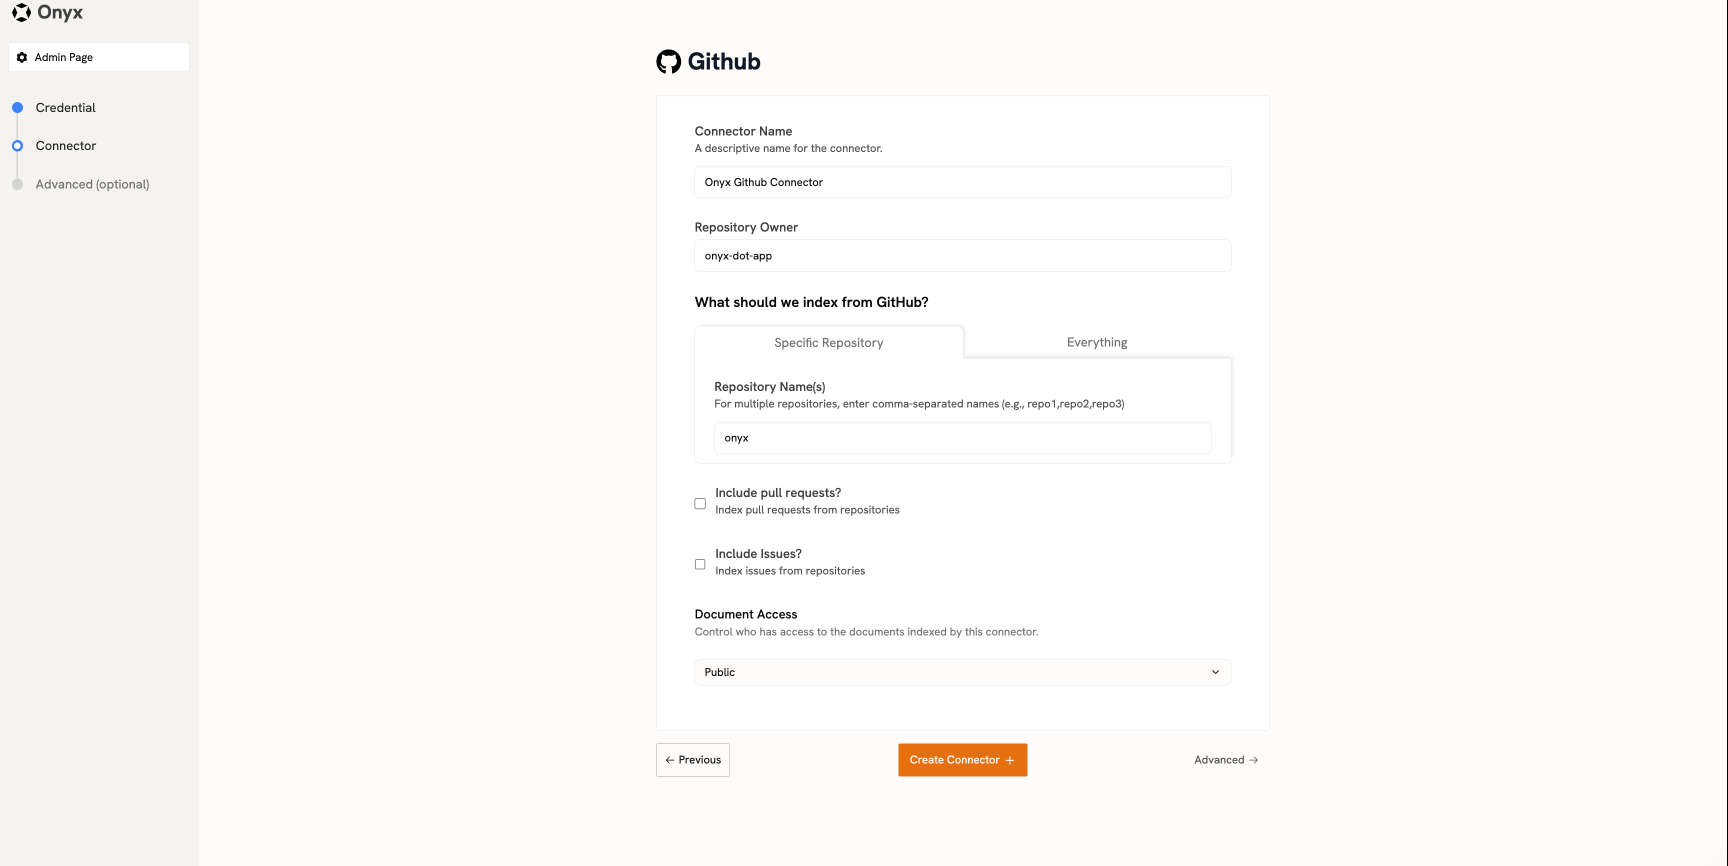 Onyx
Admin Page
Credential
Connector
Advanced (optional)
Github
Connector Name
A descriptive name for the connector.
Onyx Github Connector
Repository Owner
onyx-dot-app
What should we index from GitHub?
Specific Repository
Everything
Repository Name(s)
For multiple repositories, enter comma-separated names (e.g., repo1,repo2,repo3)
onyx
Include pull requests?
Index pull requests from repositories
Include Issues?
Index issues from repositories
Document Access
Control who has access to the documents indexed by this connector.
Public
← Previous
Create Connector +
Advanced →